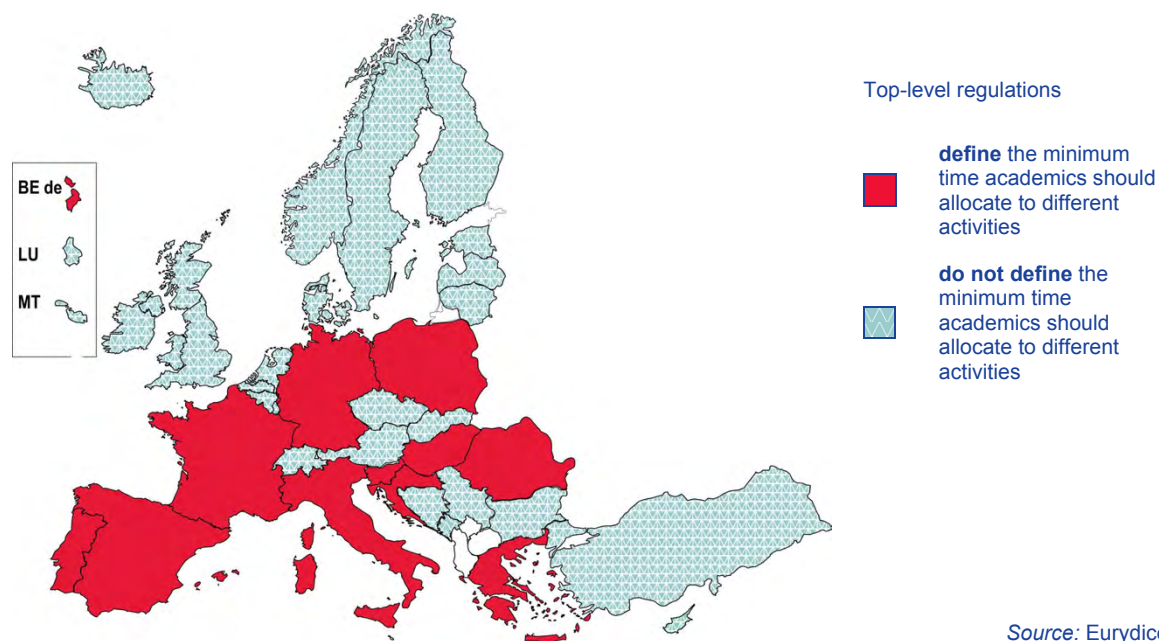 BE de
LU
MT
Top-level regulations
define the minimum
time academics should
allocate to different
activities
do not define the
minimum time
academics should
allocate to different
activities
Source: Eurydice